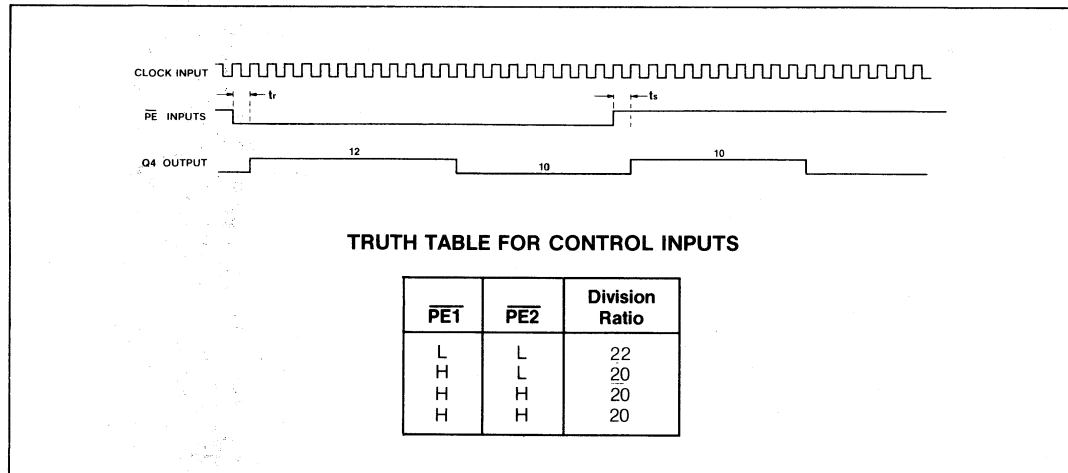 CLOCK INPUT
tr
ts
PE INPUTS
12
10
10
Q4 OUTPUT
TRUTH TABLE FOR CONTROL INPUTS
PE1 PE2 Division Ratio
L L 22
H L 20
H H 20
H H 20